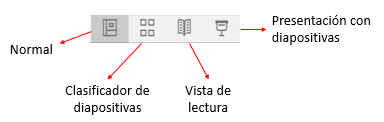 Presentación con
diapositivas
Normal
Clasificador de
diapositivas
Vista de
lectura